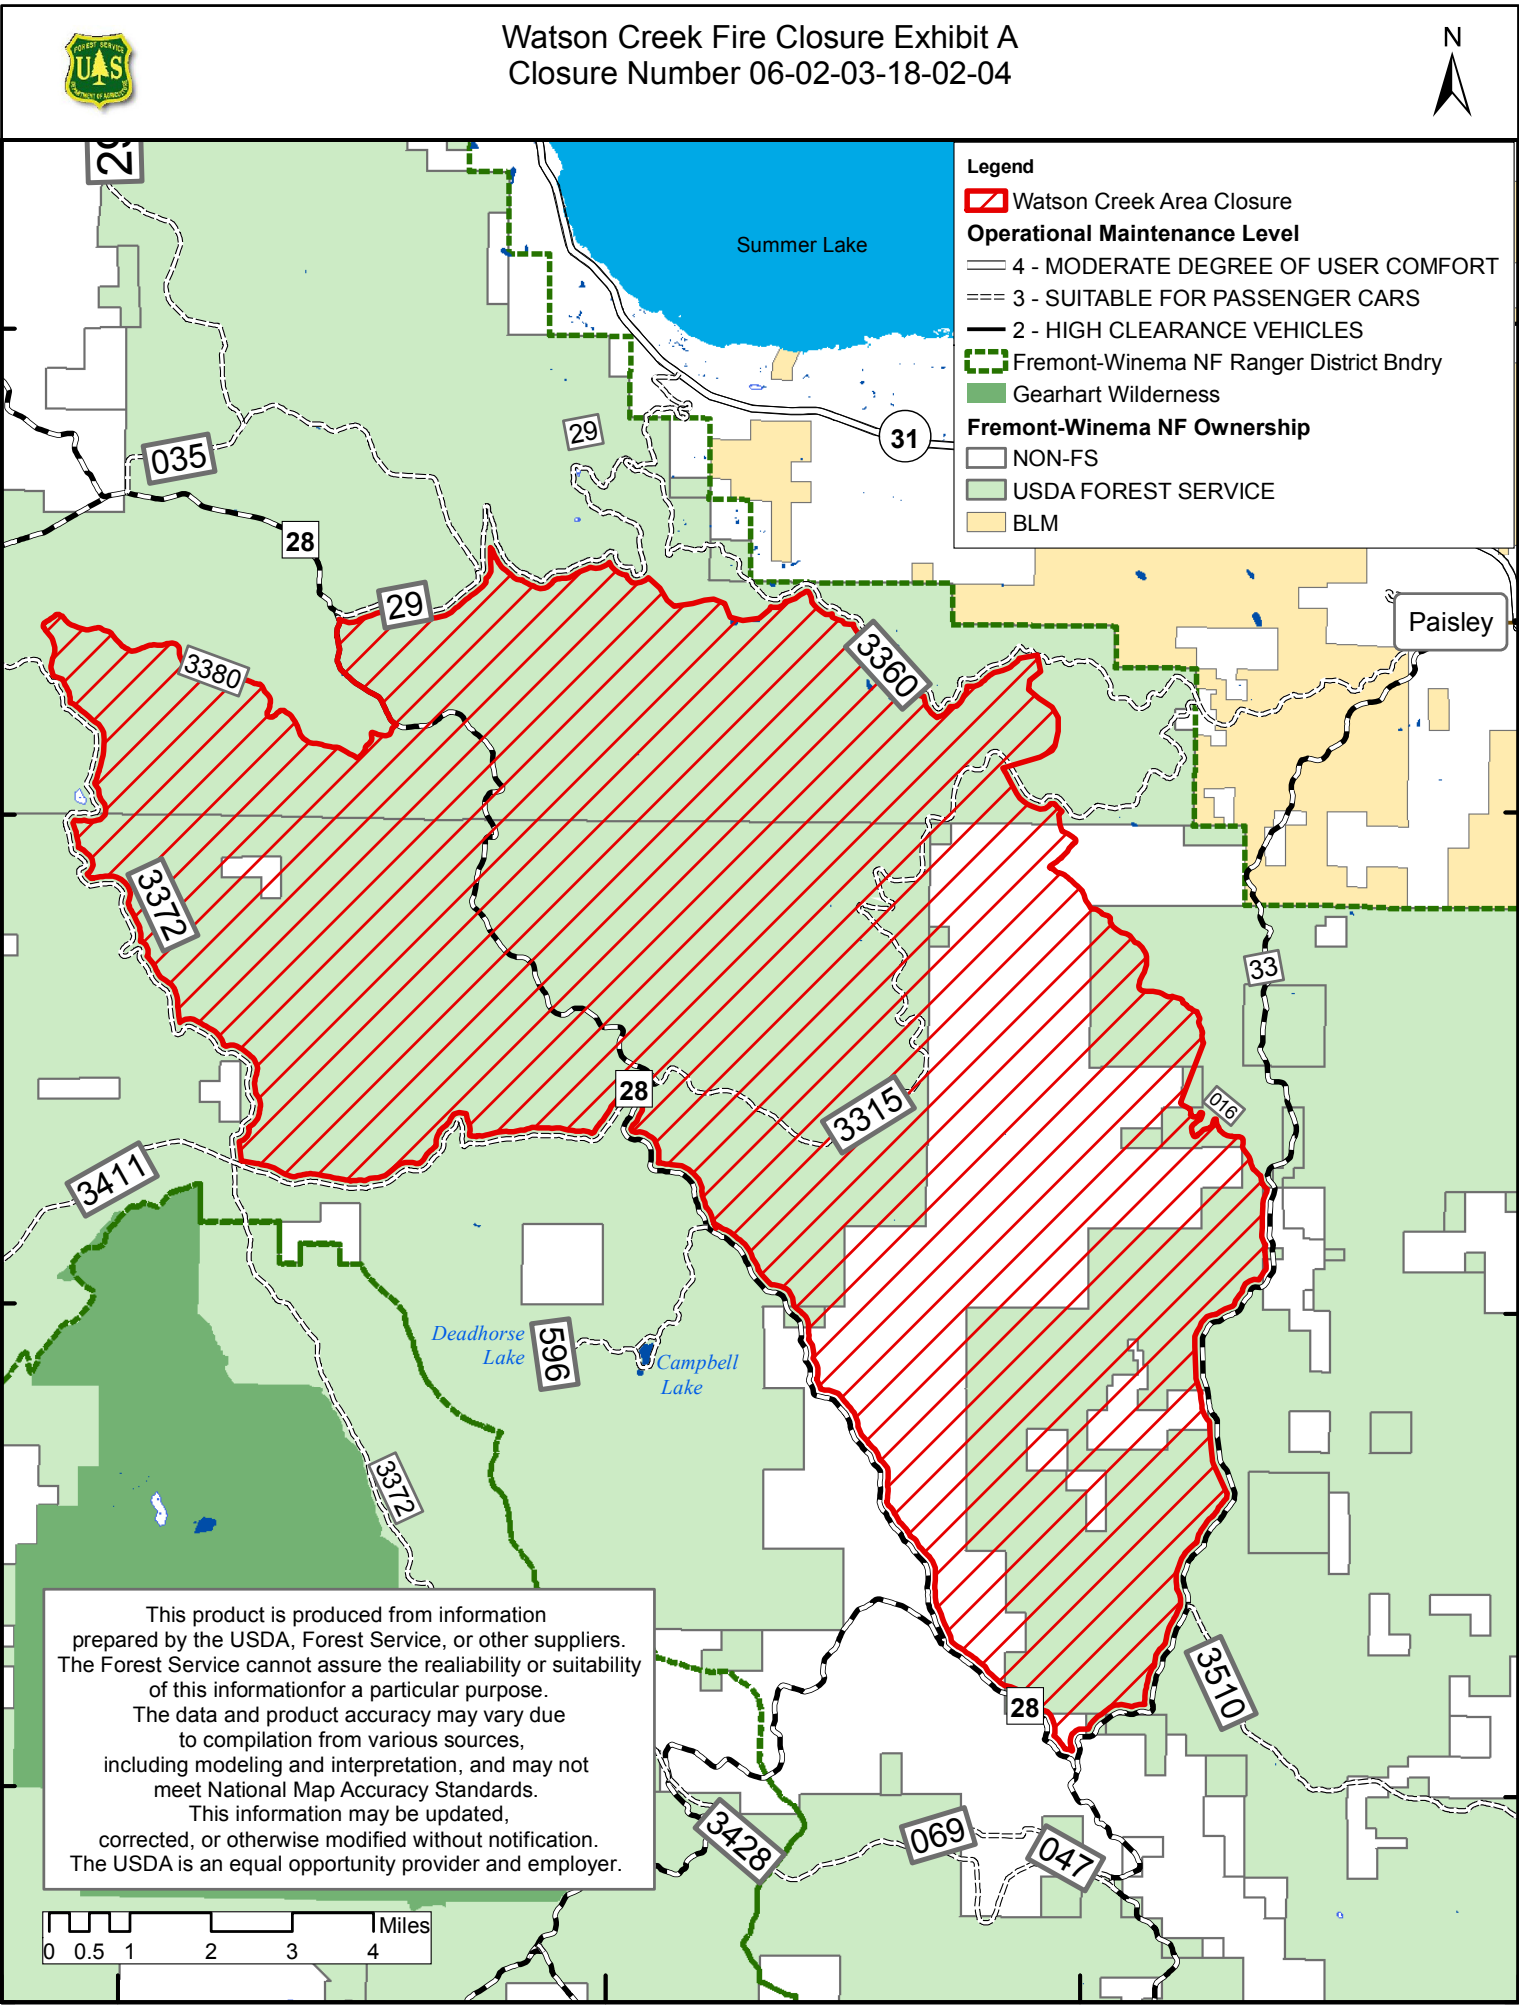 Watson Creek Fire Closure Exhibit A
Closure Number 06-02-03-18-02-04
N
FOREST SERVICE
U S
DEPARTMENT OF AGRICULTURE
Legend
Watson Creek Area Closure
Operational Maintenance Level
4 - MODERATE DEGREE OF USER COMFORT
3 - SUITABLE FOR PASSENGER CARS
2 - HIGH CLEARANCE VEHICLES
Fremont-Winema NF Ranger District Bndry
Gearhart Wilderness
Fremont-Winema NF Ownership
NON-FS
USDA FOREST SERVICE
BLM
29
Summer Lake
29
31
035
28
29
Paisley
3360
3380
3372
33
28
016
3315
3411
Deadhorse
Lake
596
Campbell
Lake
3372
3510
28
3428
069
047
This product is produced from information
prepared by the USDA, Forest Service, or other suppliers.
The Forest Service cannot assure the realiability or suitability
of this informationfor a particular purpose.
The data and product accuracy may vary due
to compilation from various sources,
including modeling and interpretation, and may not
meet National Map Accuracy Standards.
This information may be updated,
corrected, or otherwise modified without notification.
The USDA is an equal opportunity provider and employer.
Miles
0 0.5 1 2 3 4